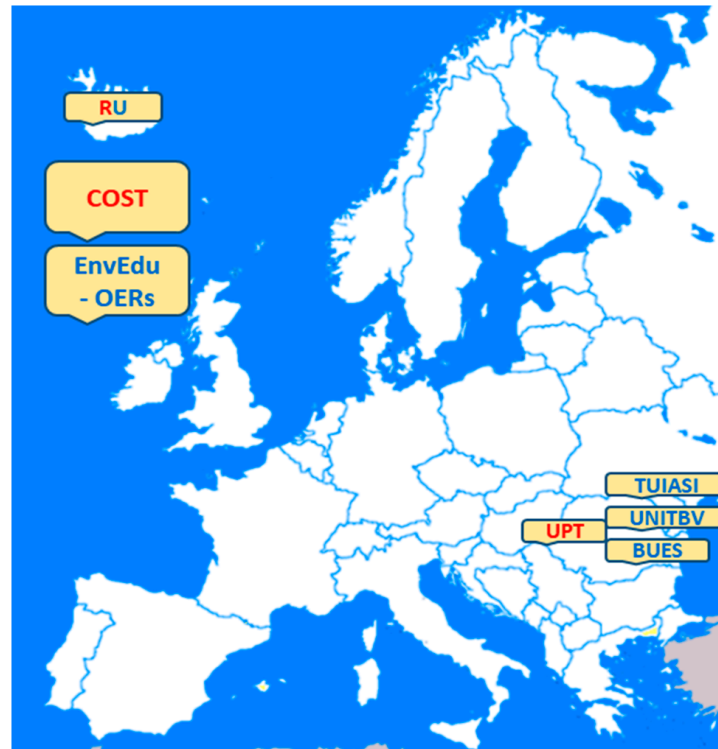 RU
COST
EnvEdu
- OERs
TUIASI
UNITBV
UPT
BUES